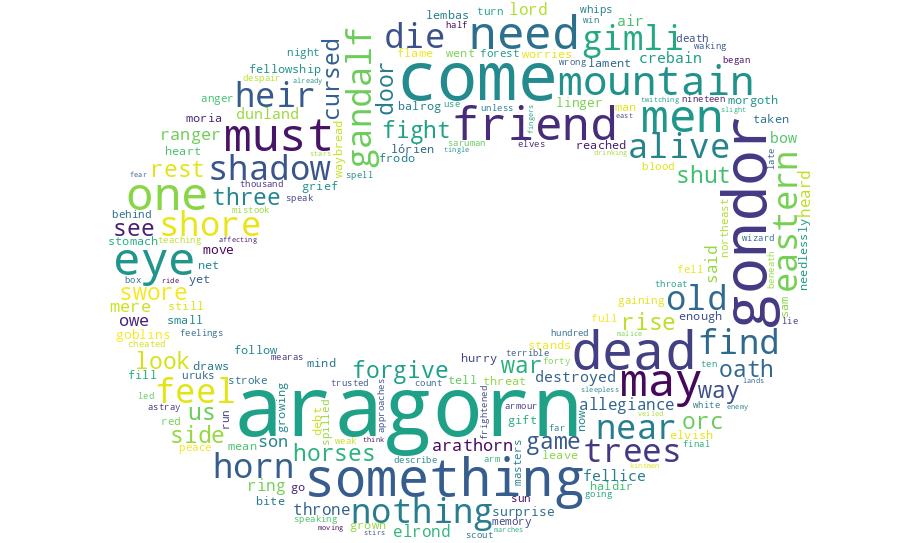 lembas turn lord whips
half win
die need gimli air
night flame went forest worries death
fellowship cursed gandalf door come mountain wrong lament crebain waking
despair began
already
anger heir dunland balrog use unless linger man twitching nineteen morgoth
moria must waybread fight friend fingers east men slight taken
ranger lórien saruman reached bow
heart stars frodo tingle elves alive
rest shadow spell drinking blood shut gondor late eastern heard
fear grief
one thousand three speak needlessly
behind shore mistook northeast
see eye teaching affecting said wizard beneath
stomach move fell
box net ride yet throat old sam
swore still gaining lie
mere owe small full rise enough
goblins feelings malice
cheated hundred stands dead find
look follow mearas mind hurry terrible forty ten oath
fill draws forgive war destroyed sleepless may way
led uruks stroke trusted count tell threat lands
feel aragorn approaches frightened armour gift now allegiance white enemy
astray us growing debt spilled weak far near orc
red run think veiled elvish
peace side son arathorn game trees final
mean horses describe masters arm leave kinsmen
horn something fellice haldir
ring go sun going
bite throne nothing surprise
speaking grown elrond memory marches
moving stirs scout